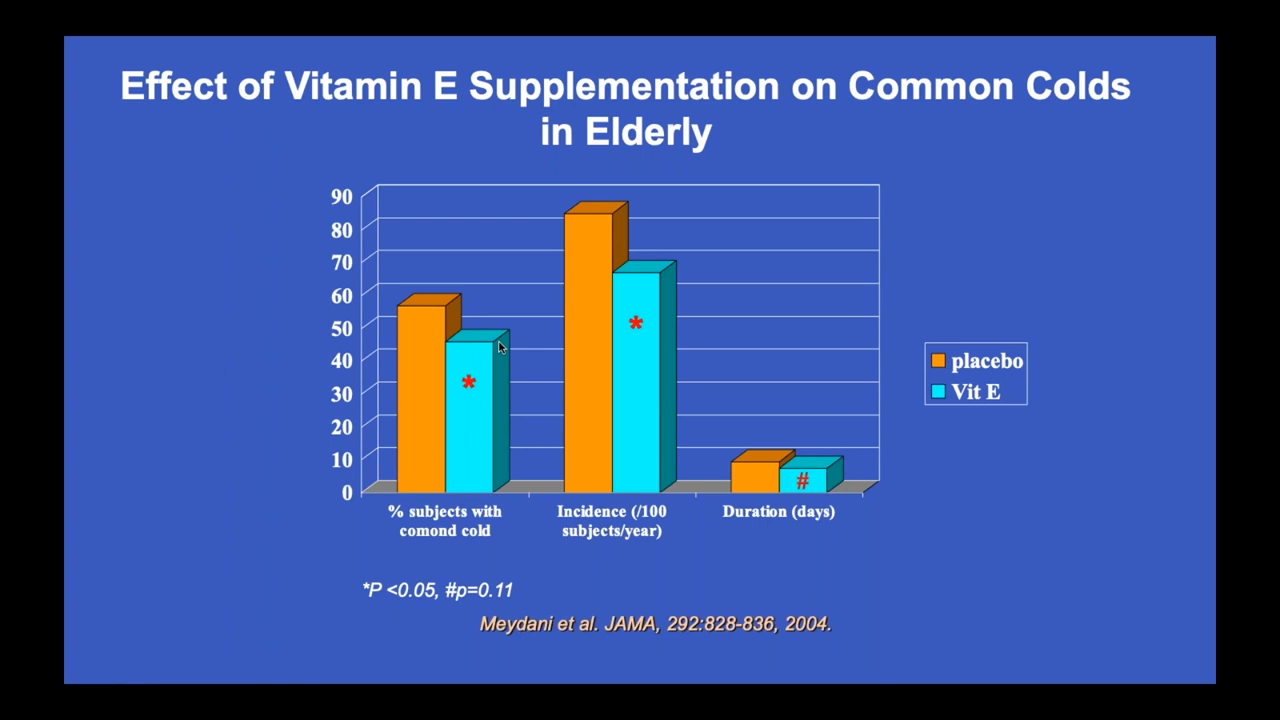 Effect of Vitamin E Supplementation on Common Colds
in Elderly
90
80
70
60
50
40
30
20
10
0
*
*
#
% subjects with
comond cold
Incidence (/100
subjects/year)
Duration (days)
placebo
Vit E
*P <0.05, #p=0.11
Meydani et al. JAMA, 292:828-836, 2004.